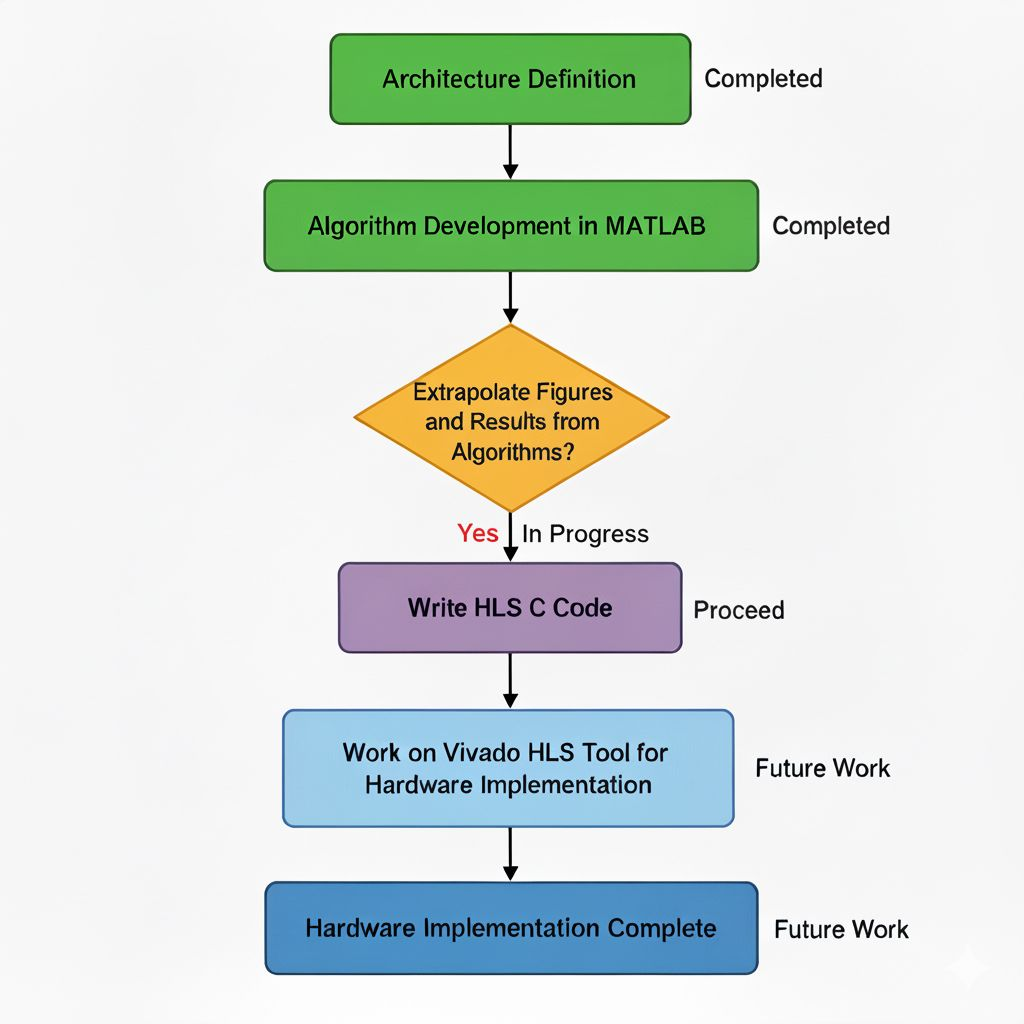 Architecture Definition
Completed
Algorithm Development in MATLAB
Completed
Extrapolate Figures
and Results from
Algorithms?
Yes
In Progress
Write HLS C Code
Proceed
Work on Vivado HLS Tool for
Hardware Implementation
Future Work
Hardware Implementation Complete
Future Work